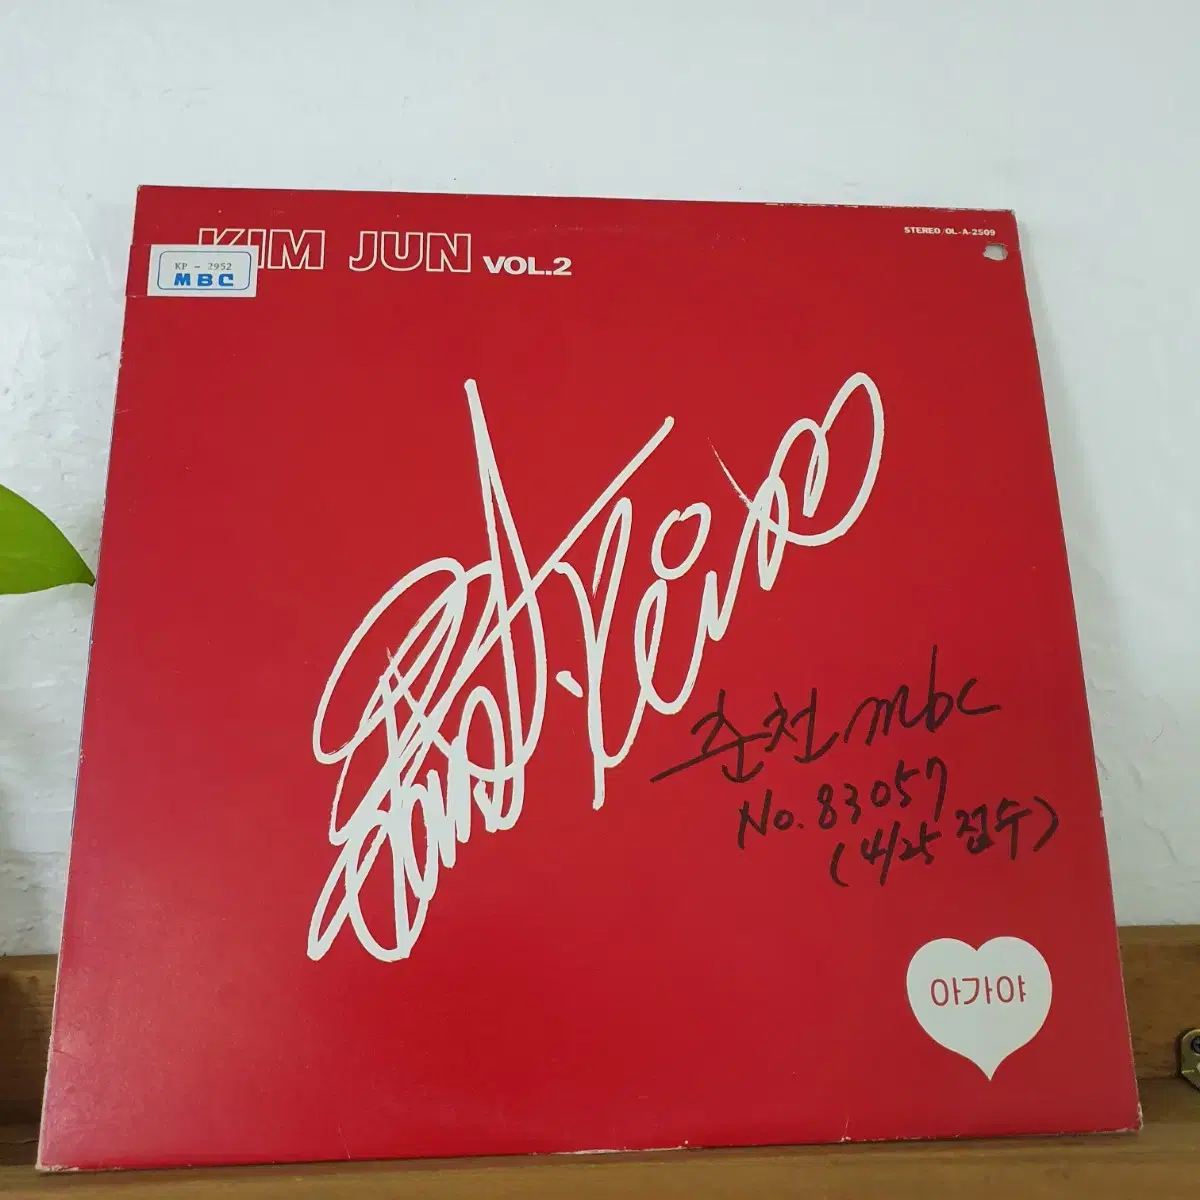 KIM JUN VOL.2
STEREO/OL-A-2509
KP - 2952
MBC
춘천 mbc
No. 83057
(4/25 접수)
아가야